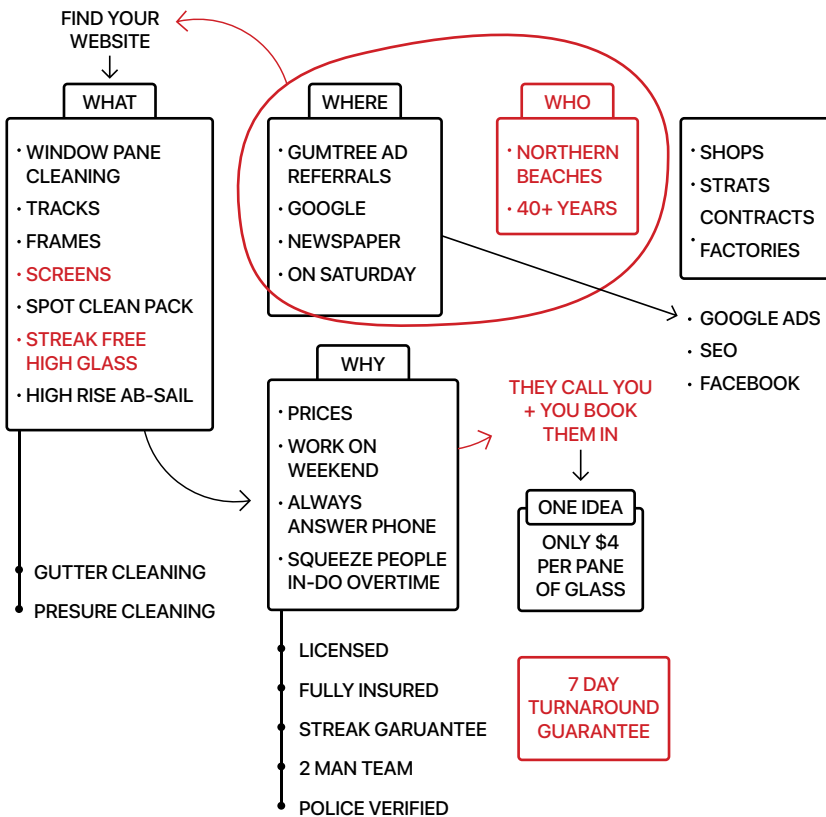 FIND YOUR
WEBSITE
WHAT
· WINDOW PANE
CLEANING
· TRACKS
· FRAMES
· SCREENS
· SPOT CLEAN PACK
· STREAK FREE
HIGH GLASS
· HIGH RISE AB-SAIL
• GUTTER CLEANING
• PRESURE CLEANING
WHERE
· GUMTREE AD
REFERRALS
· GOOGLE
· NEWSPAPER
· ON SATURDAY
WHO
· NORTHERN
BEACHES
· 40+ YEARS
· SHOPS
· STRATS
CONTRACTS
· FACTORIES
· GOOGLE ADS
· SEO
· FACEBOOK
WHY
· PRICES
· WORK ON
WEEKEND
· ALWAYS
ANSWER PHONE
· SQUEEZE PEOPLE
IN-DO OVERTIME
• LICENSED
• FULLY INSURED
• STREAK GARUANTEE
• 2 MAN TEAM
• POLICE VERIFIED
THEY CALL YOU
+ YOU BOOK
THEM IN
ONE IDEA
ONLY $4
PER PANE
OF GLASS
7 DAY
TURNAROUND
GUARANTEE